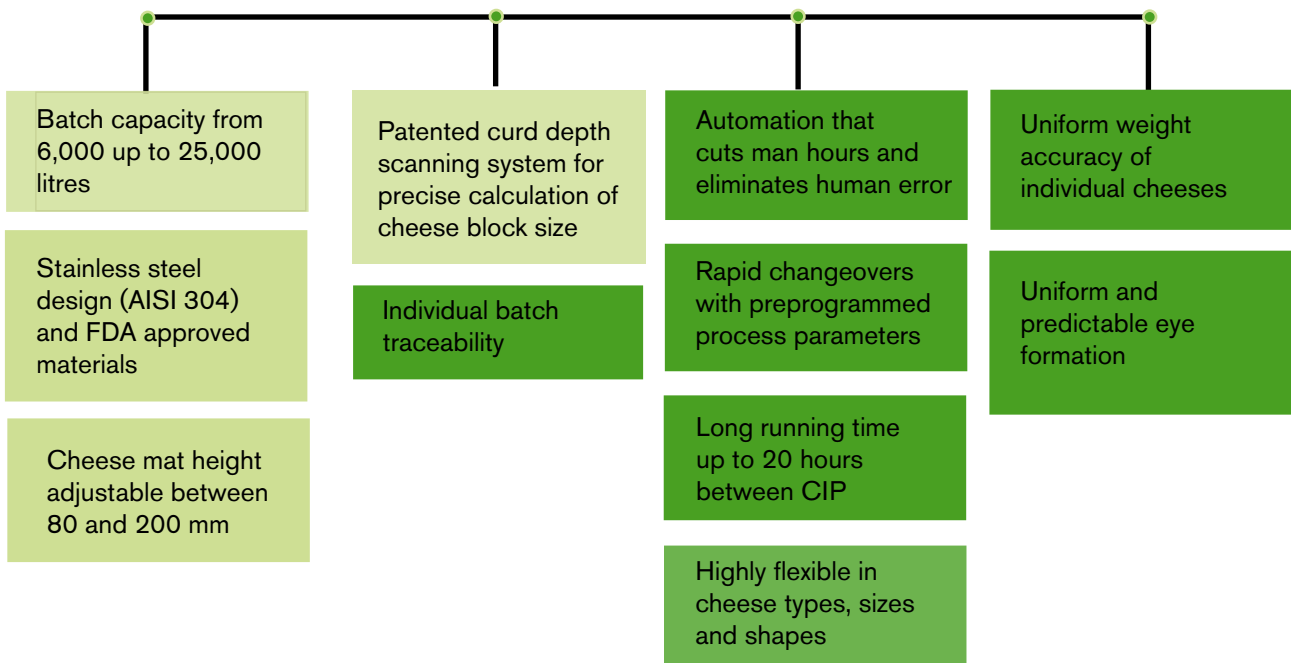 Batch capacity from
6,000 up to 25,000
litres
Stainless steel
design (AISI 304)
and FDA approved
materials
Cheese mat height
adjustable between
80 and 200 mm
Patented curd depth
scanning system for
precise calculation of
cheese block size
Individual batch
traceability
Automation that
cuts man hours and
eliminates human error
Rapid changeovers
with preprogrammed
process parameters
Long running time
up to 20 hours
between CIP
Highly flexible in
cheese types, sizes
and shapes
Uniform weight
accuracy of
individual cheeses
Uniform and
predictable eye
formation